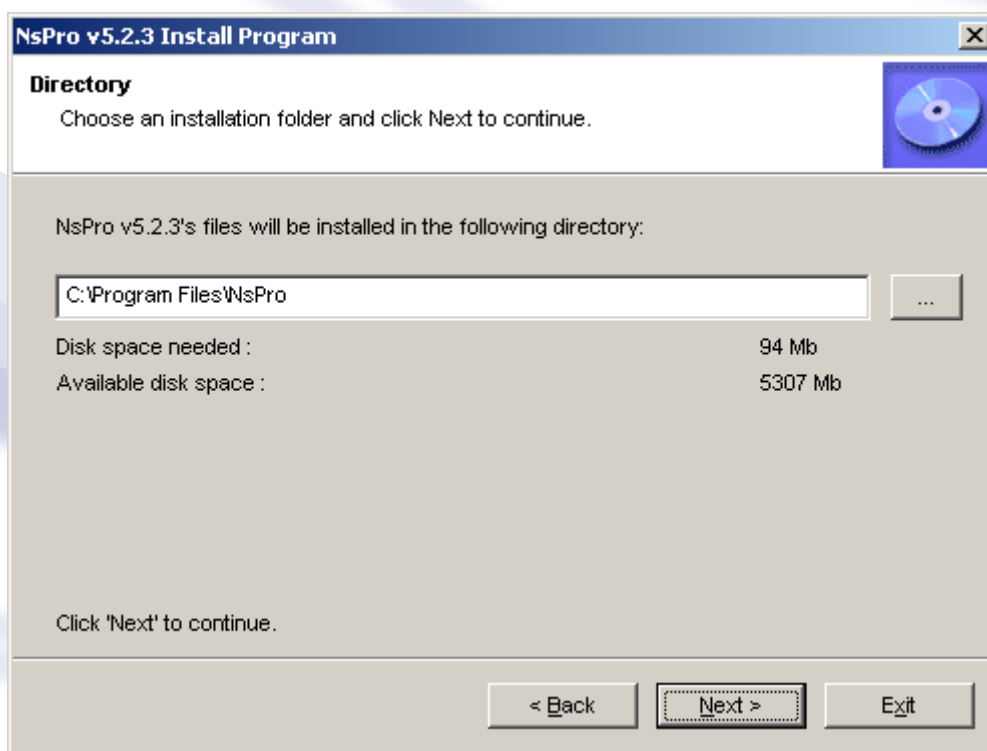 NsPro v5.2.3 Install Program
Directory
Choose an installation folder and click Next to continue.
NsPro v5.2.3's files will be installed in the following directory:
C:\Program Files\NsPro
...
Disk space needed : 94 Mb
Available disk space : 5307 Mb
Click 'Next' to continue.
< Back Next > Exit